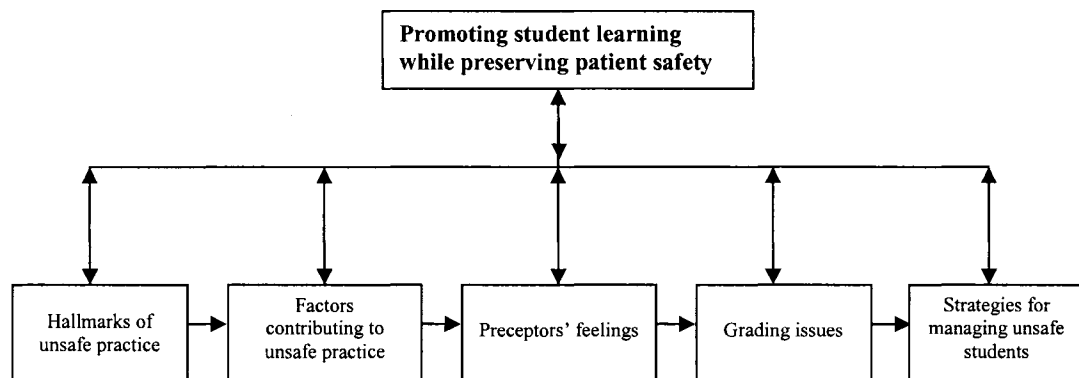 Promoting student learning
while preserving patient safety
Hallmarks of
unsafe practice
Factors
contributing to
unsafe practice
Preceptors' feelings
Grading issues
Strategies for
managing unsafe
students